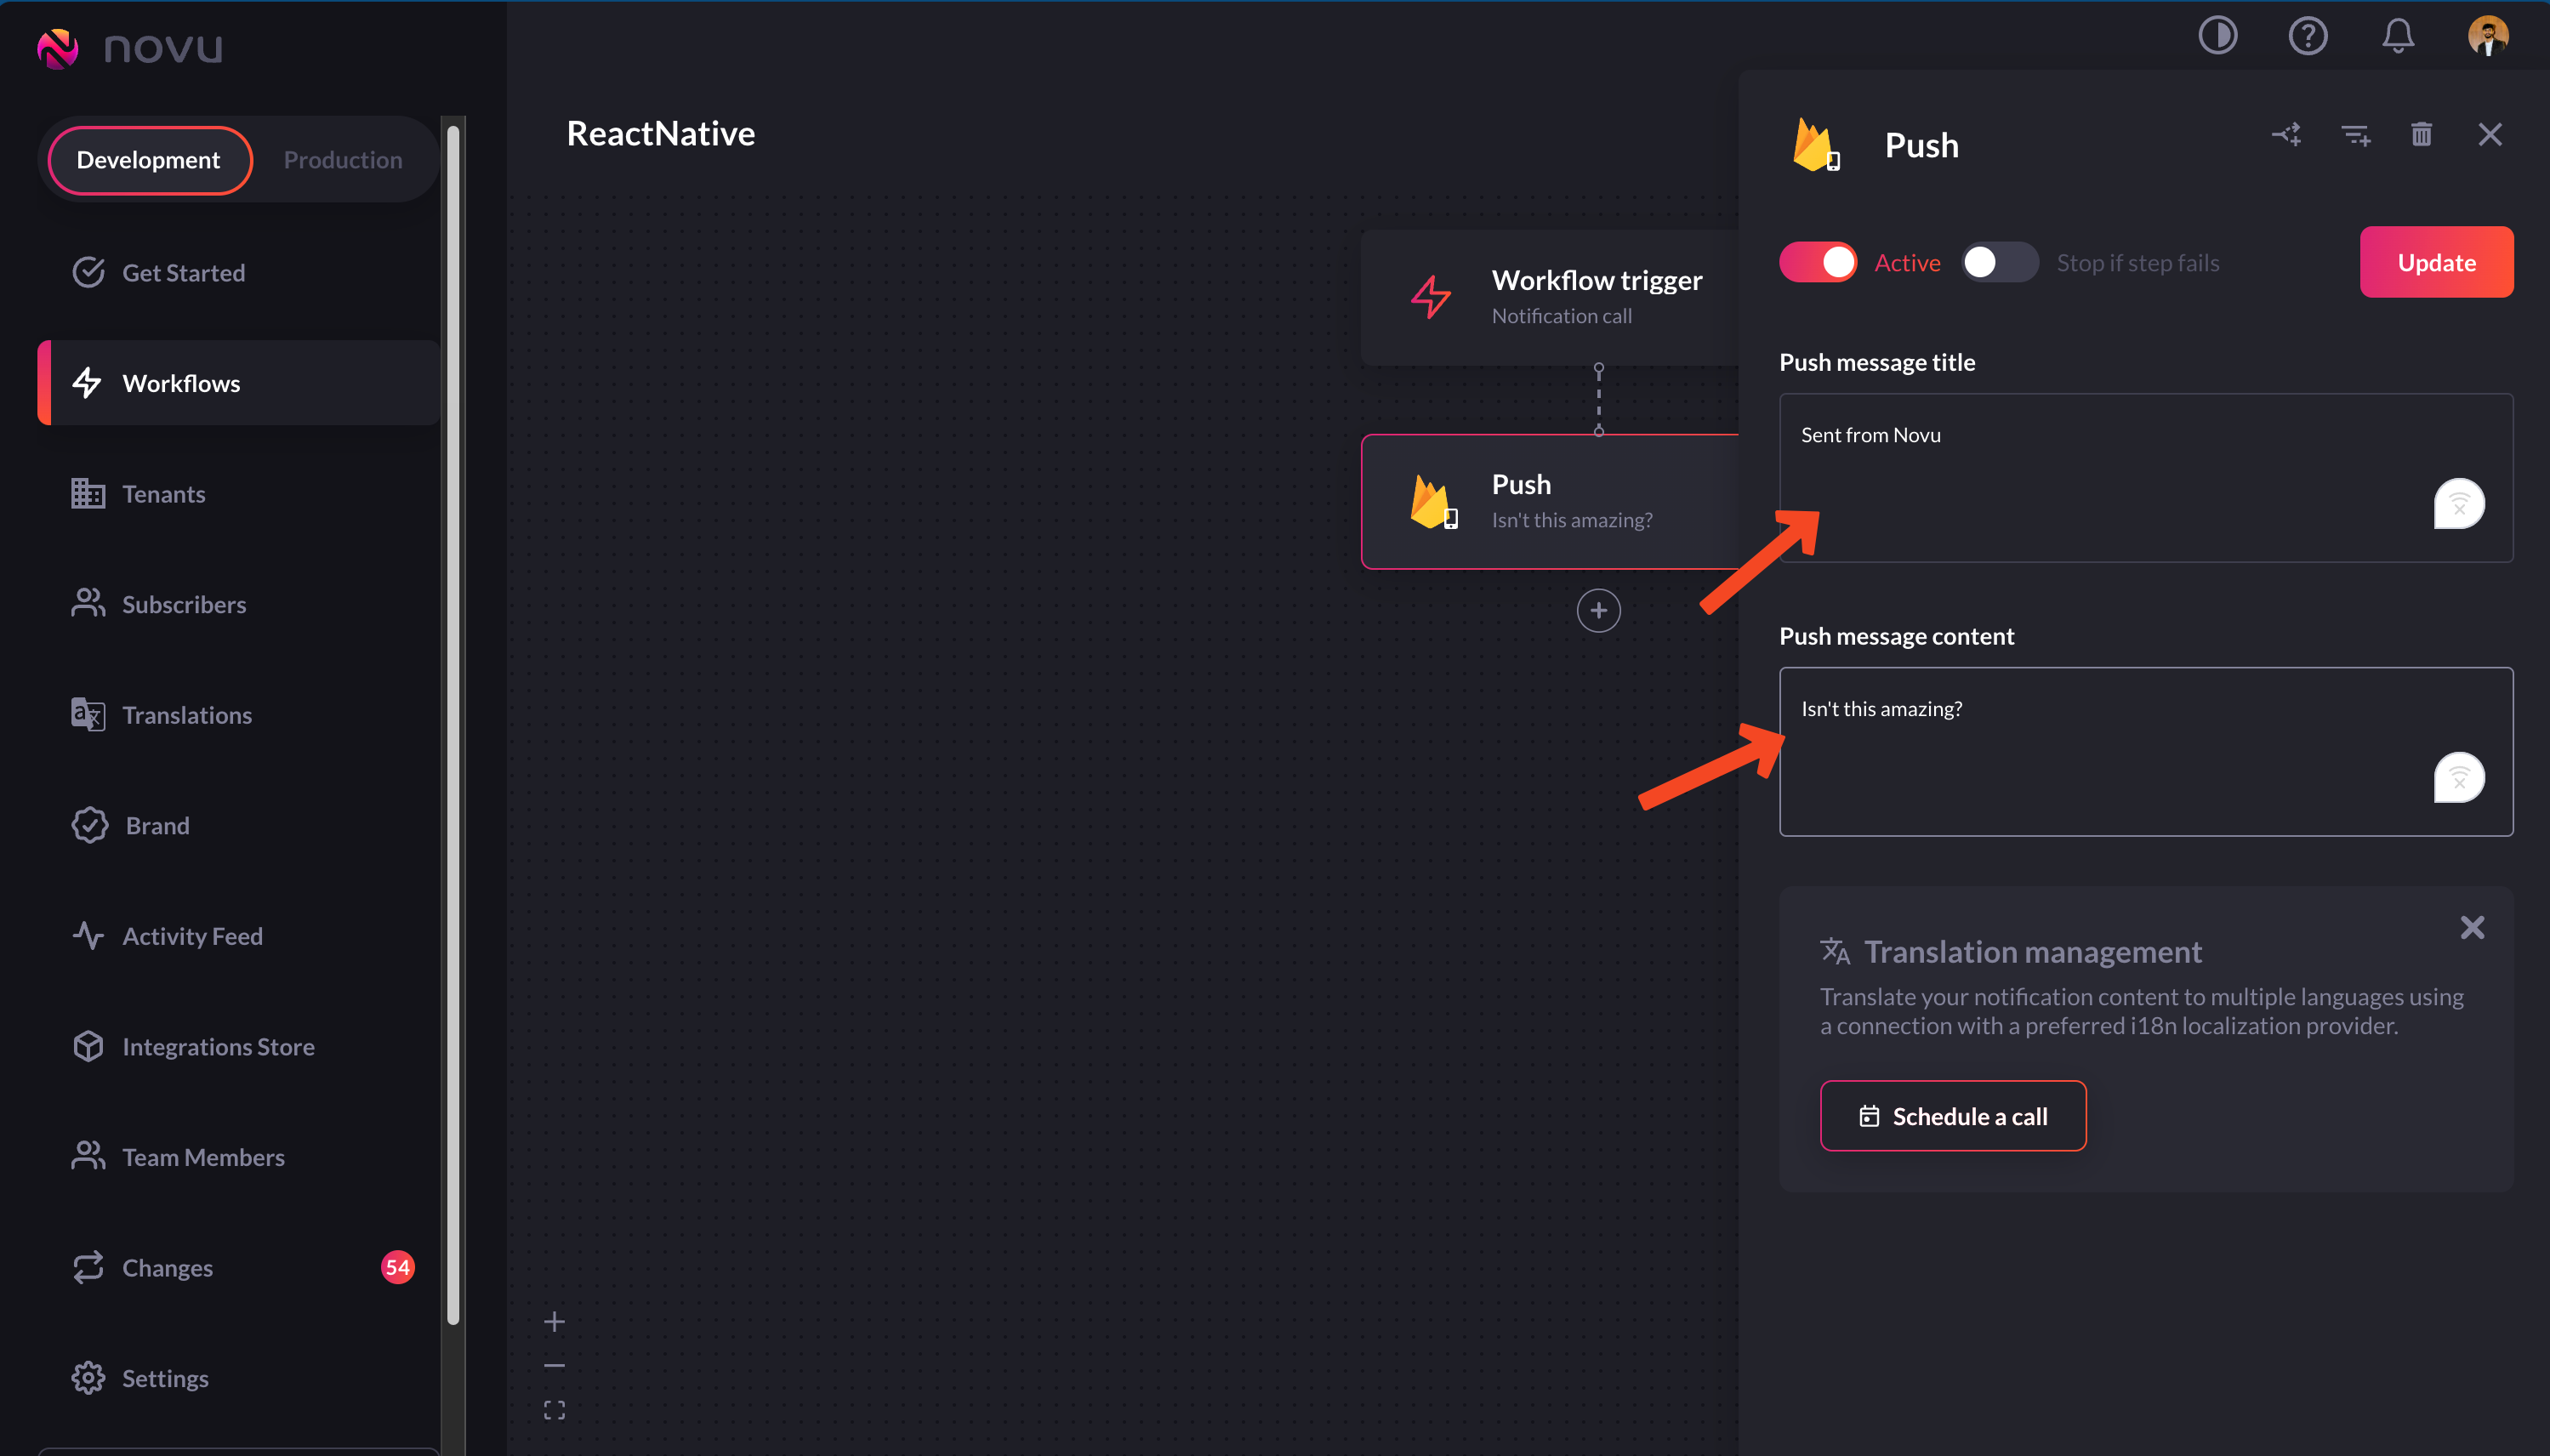 novu
Development
Production
Get Started
Workflows
Tenants
Subscribers
Translations
Brand
Activity Feed
Integrations Store
Team Members
Changes
54
Settings
ReactNative
Workflow trigger
Notification call
Push
Isn't this amazing?
Push
Active
Stop if step fails
Update
Push message title
Sent from Novu
Push message content
Isn't this amazing?
Translation management
Translate your notification content to multiple languages using
a connection with a preferred i18n localization provider.
Schedule a call